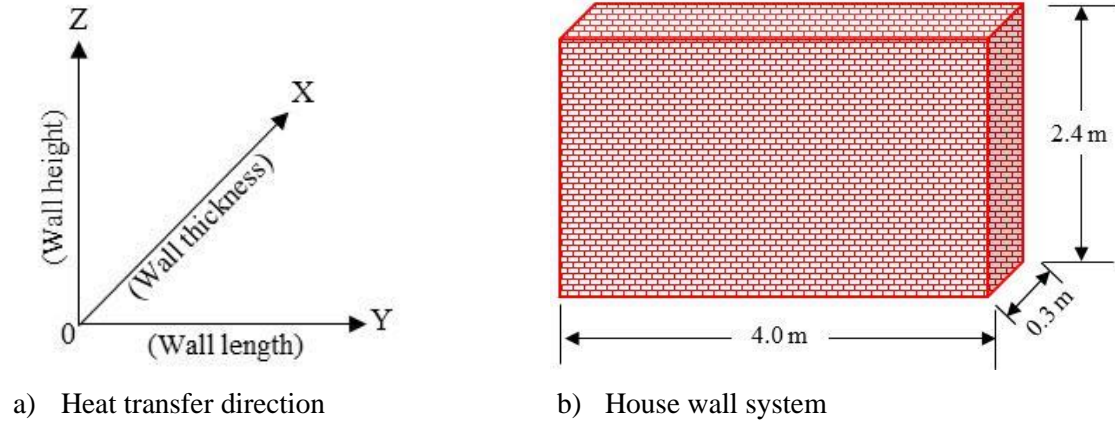 Z
X
(Wall height)
(Wall thickness)
0
Y
(Wall length)
2.4 m
0.3 m
4.0 m
a) Heat transfer direction
b) House wall system